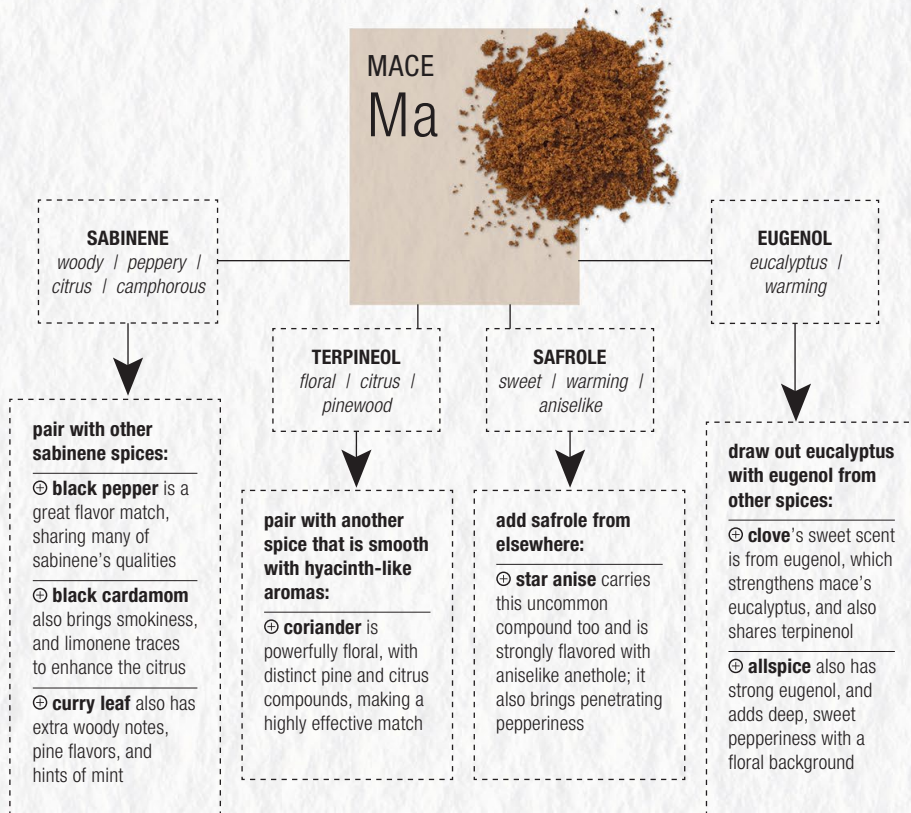 MACE
Ma
SABINENE
woody | peppery |
citrus | camphorous
pair with other
sabinene spices:
⊕ black pepper is a
great flavor match,
sharing many of
sabinene’s qualities
⊕ black cardamom
also brings smokiness,
and limonene traces
to enhance the citrus
⊕ curry leaf also has
extra woody notes,
pine flavors, and
hints of mint
TERPINEOL
floral | citrus |
pinewood
pair with another
spice that is smooth
with hyacinth-like
aromas:
⊕ coriander is
powerfully floral, with
distinct pine and citrus
compounds, making a
highly effective match
SAFROLE
sweet | warming |
aniselike
add safrole from
elsewhere:
⊕ star anise carries
this uncommon
compound too and is
strongly flavored with
aniselike anethole; it
also brings penetrating
pepperiness
EUGENOL
eucalyptus |
warming
draw out eucalyptus
with eugenol from
other spices:
⊕ clove’s sweet scent
is from eugenol, which
strengthens mace’s
eucalyptus, and also
shares terpinenol
⊕ allspice also has
strong eugenol, and
adds deep, sweet
pepperiness with a
floral background